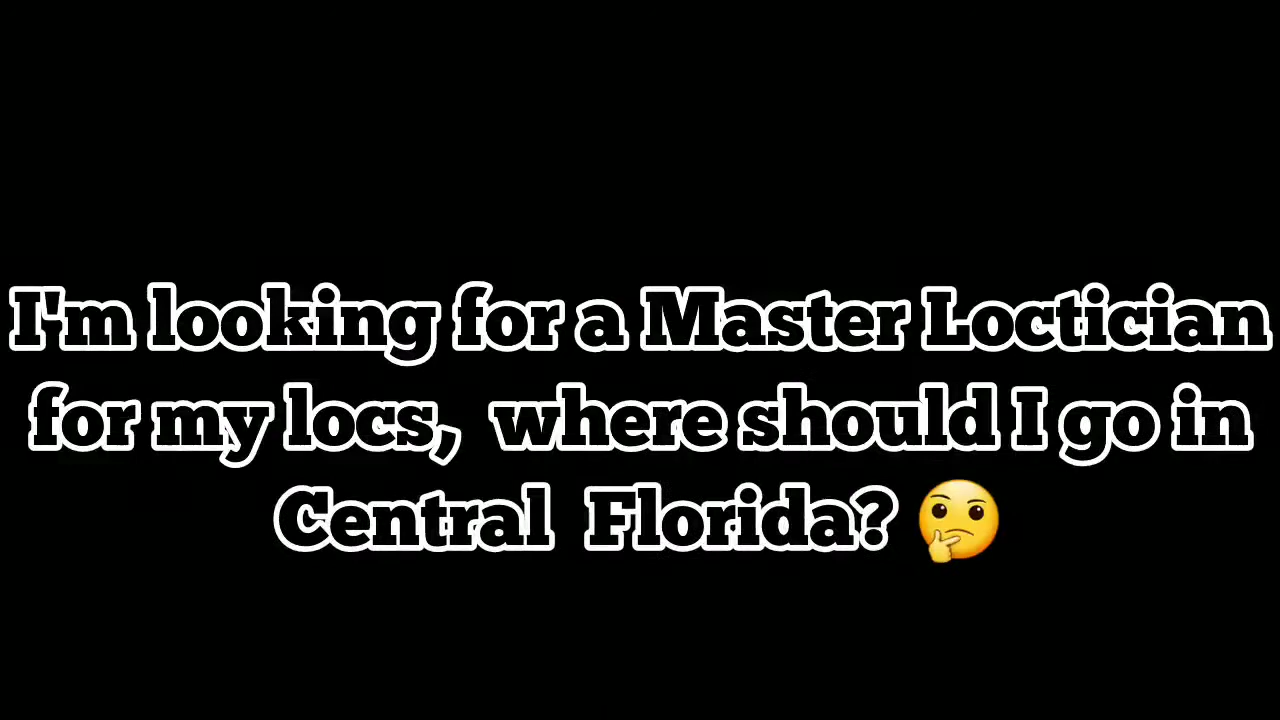 I'm looking for a Master Loctician
for my locs,  where should I go in
Central  Florida? 🤔